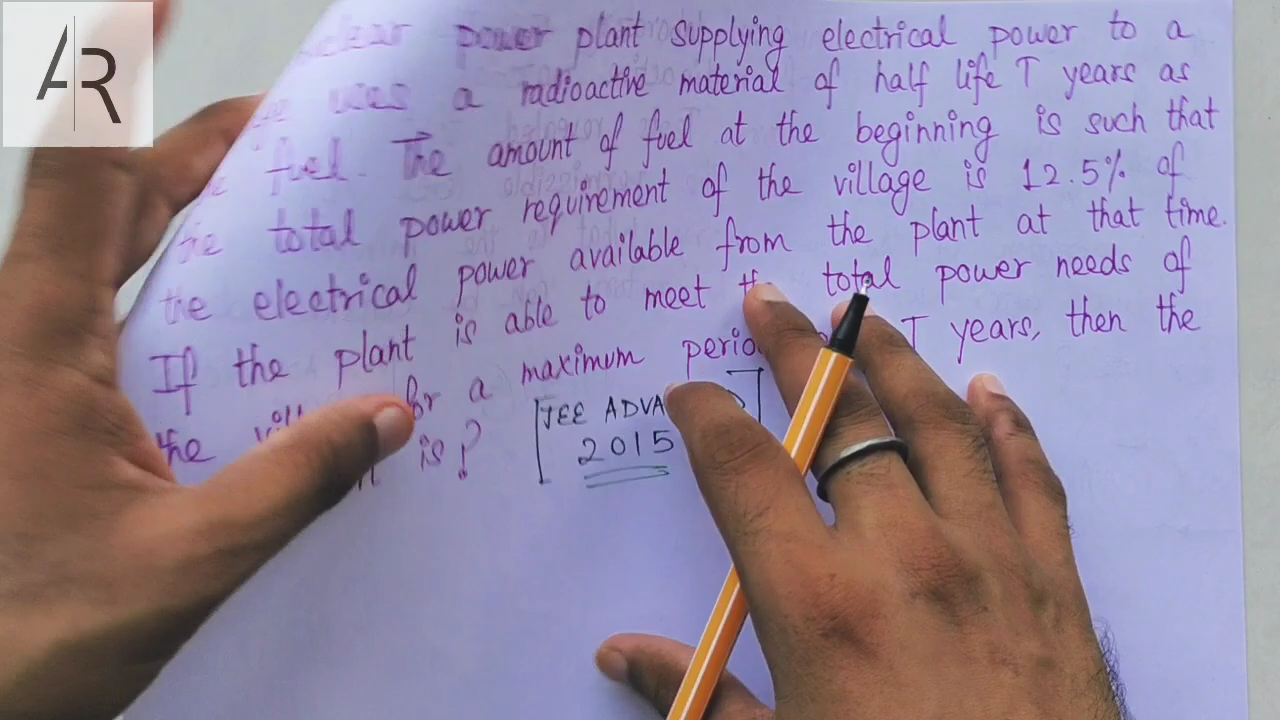 AR
power plant supplying electrical power to a
uses a radioactive material of half life T years as
fuel. The amount of fuel at the beginning is such that
total power requirement of the village is 12.5% of
the electrical power available from the plant at that time.
If the plant is able to meet the total power needs of
the for a maximum T years, then the
is?
[JEE
2015